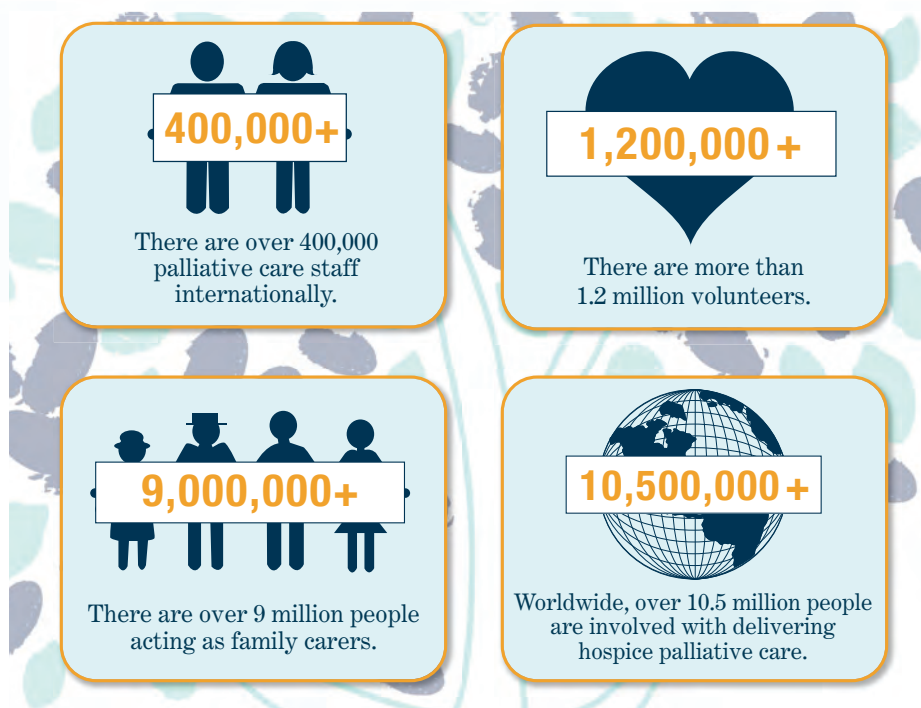 400,000+
There are over 400,000
palliative care staff
internationally.
1,200,000 +
There are more than
1.2 million volunteers.
9,000,000+
There are over 9 million people
acting as family carers.
10,500,000 +
Worldwide, over 10.5 million people
are involved with delivering
hospice palliative care.